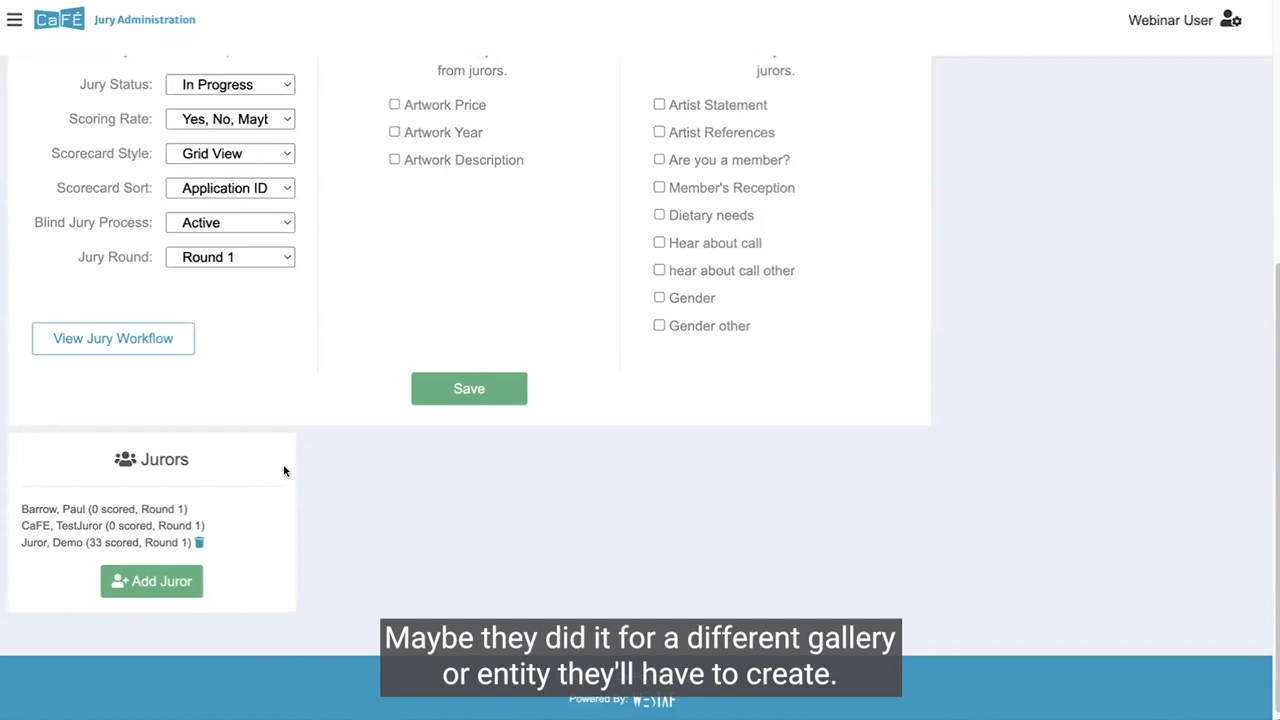 CaFÉ Jury Administration
Webinar User
from jurors.
jurors.
Jury Status: In Progress
Scoring Rate: Yes, No, Mayb
Scorecard Style: Grid View
Scorecard Sort: Application ID
Blind Jury Process: Active
Jury Round: Round 1
View Jury Workflow
Artwork Price
Artwork Year
Artwork Description
Artist Statement
Artist References
Are you a member?
Member's Reception
Dietary needs
Hear about call
hear about call other
Gender
Gender other
Save
Jurors
Barrow, Paul (0 scored, Round 1)
CaFE, TestJuror (0 scored, Round 1)
Juror, Demo (33 scored, Round 1)
Add Juror
Maybe they did it for a different gallery
or entity they'll have to create.
Powered By: WESTAF